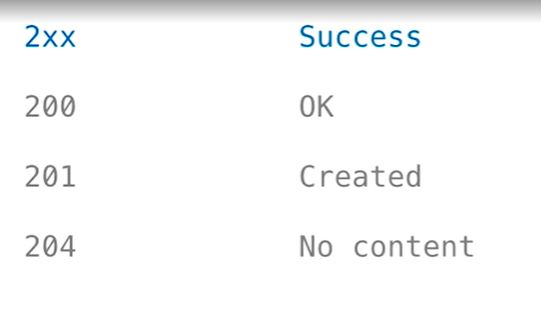 2xx Success
200 OK
201 Created
204 No content